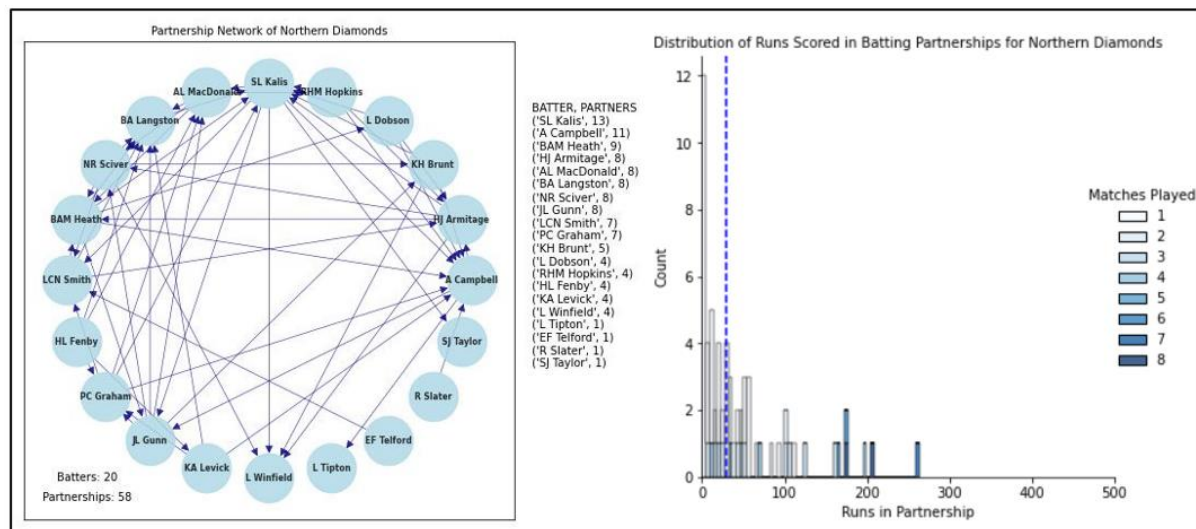 Partnership Network of Northern Diamonds
SL Kalis
AL MacDonald
RHM Hopkins
BA Langston
L Dobson
NR Sciver
KH Brunt
BAM Heath
HJ Armitage
LCN Smith
A Campbell
HL Fenby
SJ Taylor
PC Graham
R Slater
JL Gunn
EF Telford
KA Levick
L Tipton
L Winfield
Batters: 20
Partnerships: 58
BATTER, PARTNERS
('SL Kalis', 13)
('A Campbell', 11)
('BAM Heath', 9)
('HJ Armitage', 8)
('AL MacDonald', 8)
('BA Langston', 8)
('NR Sciver', 8)
('JL Gunn', 8)
('LCN Smith', 7)
('PC Graham', 7)
('KH Brunt', 5)
('L Dobson', 4)
('RHM Hopkins', 4)
('HL Fenby', 4)
('KA Levick', 4)
('L Winfield', 4)
('L Tipton', 1)
('EF Telford', 1)
('R Slater', 1)
('SJ Taylor', 1)
Distribution of Runs Scored in Batting Partnerships for Northern Diamonds
Count
12
10
8
6
4
2
0
0 100 200 300 400 500
Runs in Partnership
Matches Played
1
2
3
4
5
6
7
8